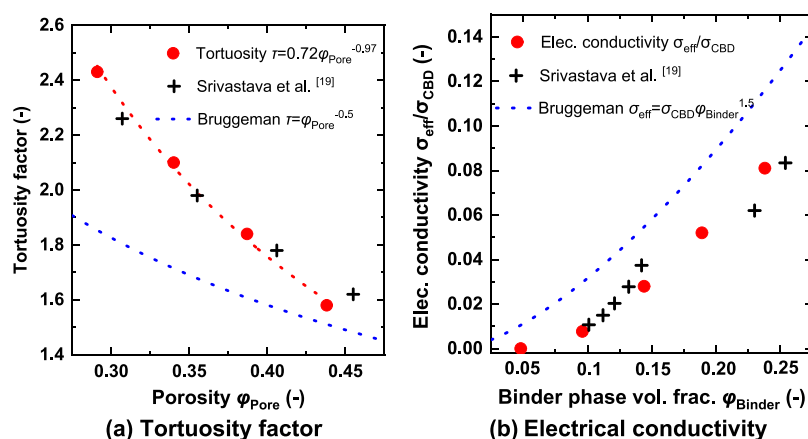 Tortuosity τ=0.72φPore^-0.97
Srivastava et al. [19]
Bruggeman τ=φPore^-0.5
2.6
2.4
2.2
2.0
1.8
1.6
1.4
Tortuosity factor (-)
0.30 0.35 0.40 0.45
Porosity φPore (-)
(a) Tortuosity factor
Elec. conductivity σeff/σCBD
Srivastava et al. [19]
Bruggeman σeff=σCBDφBinder^1.5
0.14
0.12
0.10
0.08
0.06
0.04
0.02
0.00
Elec. conductivity σeff/σCBD (-)
0.05 0.10 0.15 0.20 0.25
Binder phase vol. frac. φBinder (-)
(b) Electrical conductivity